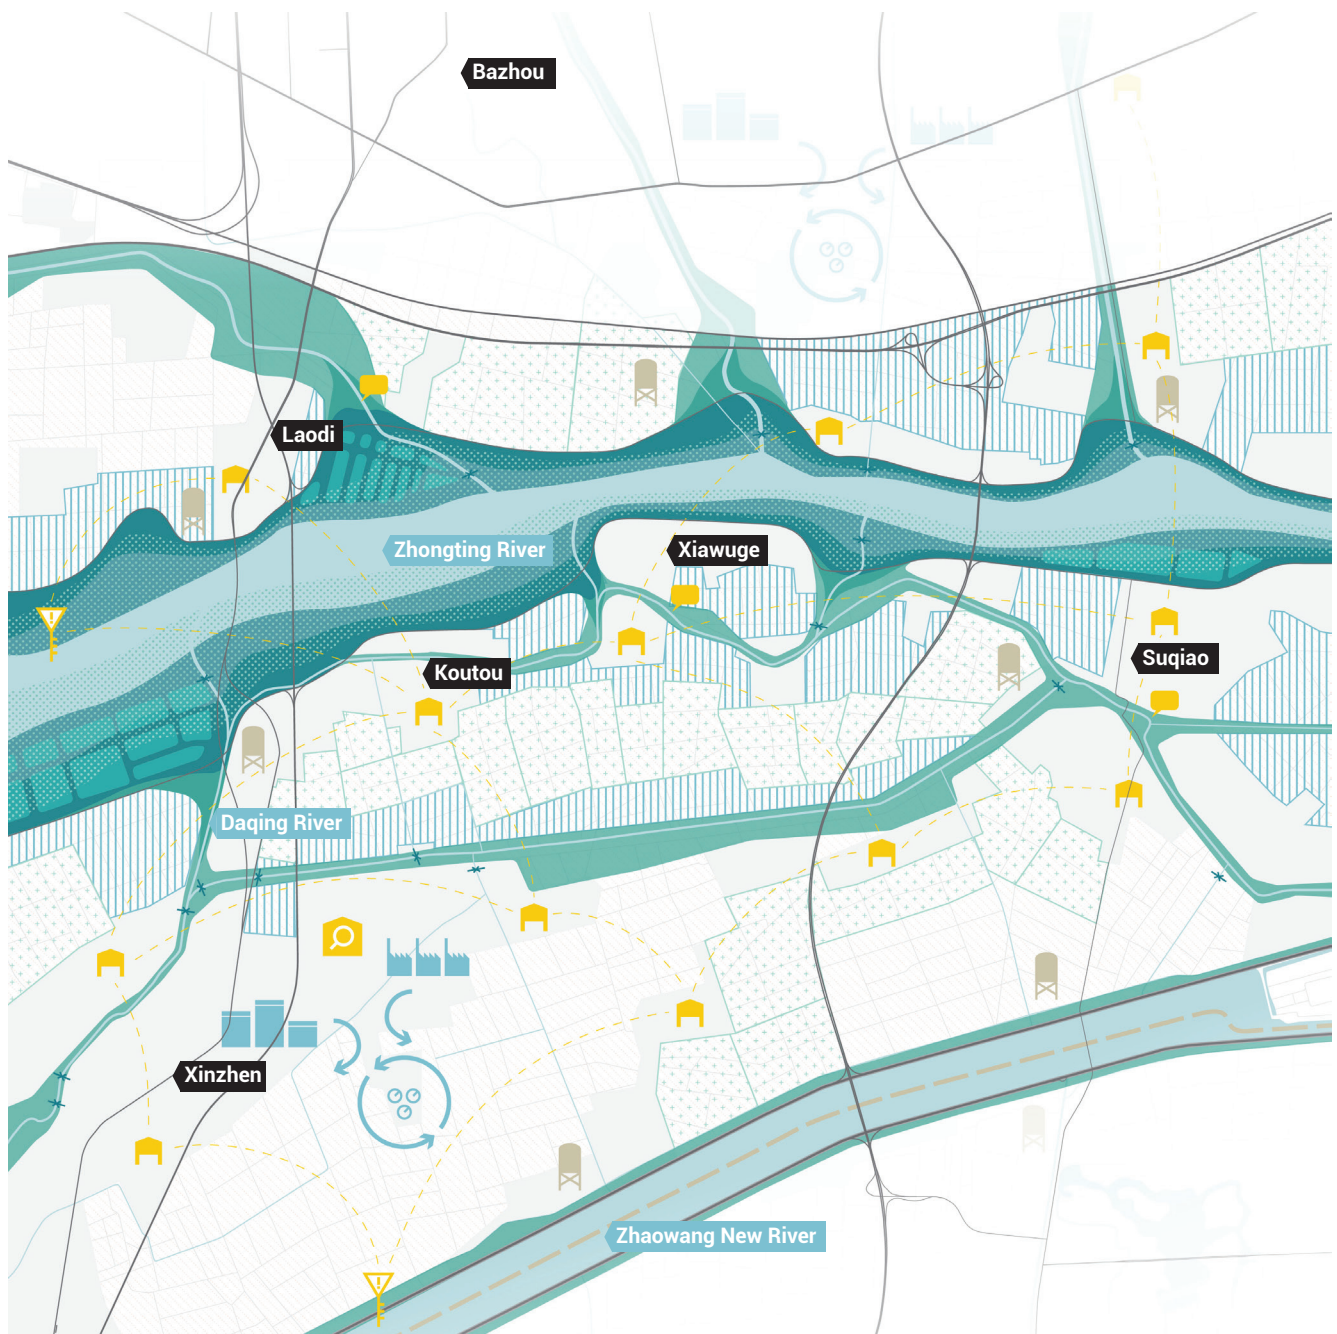 Bazhou
Laodi
Zhongting River
Xiawuge
Koutou
Suqiao
Daqing River
Xinzhen
Zhaowang New River